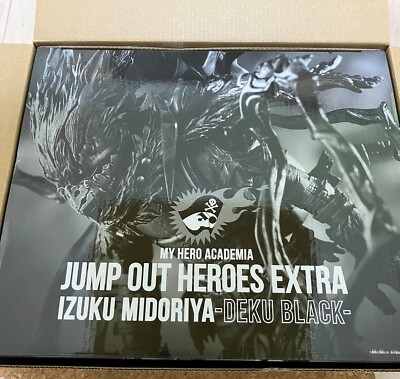 MY HERO ACADEMIA
JUMP OUT HEROES EXTRA
IZUKU MIDORIYA-DEKU BLACK-